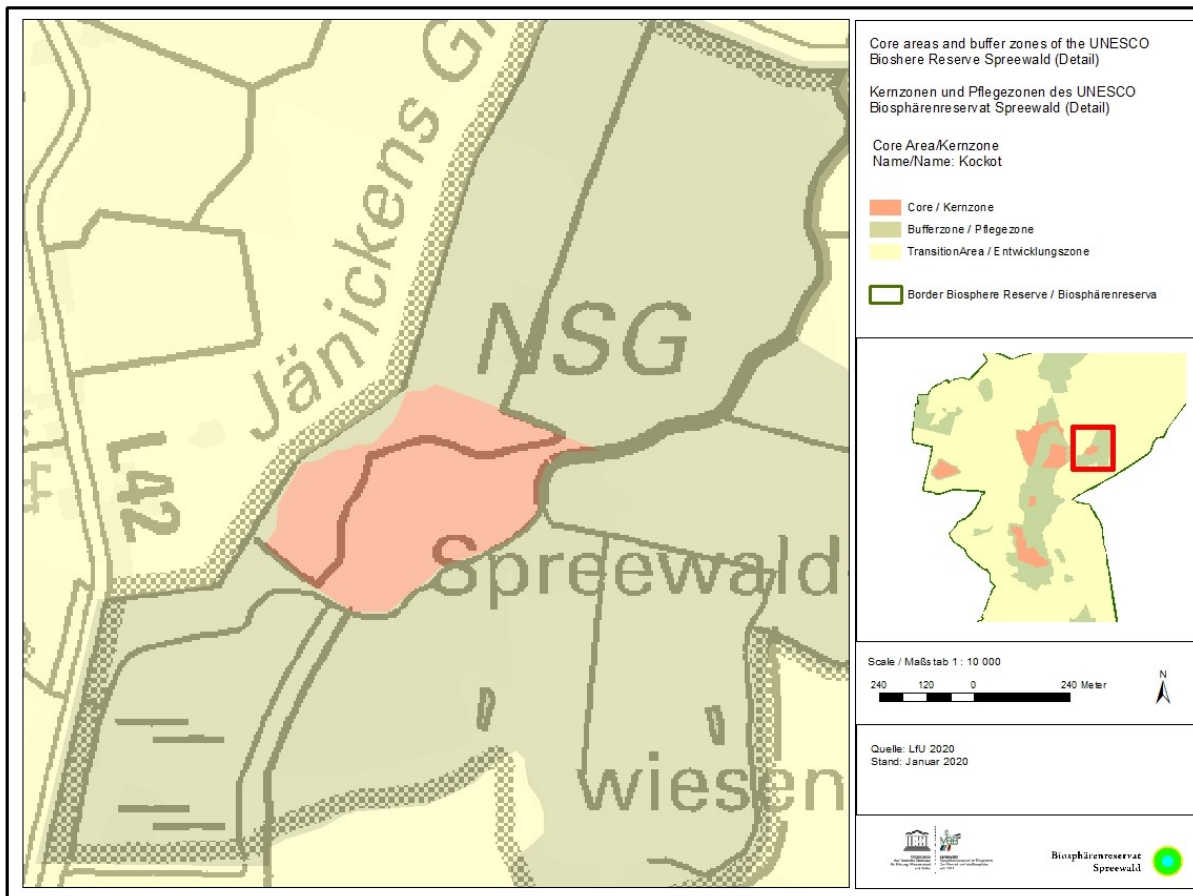 Jänickens
NSG
L42
Spreewald
wiesen
Core areas and buffer zones of the UNESCO
Bioshere Reserve Spreewald (Detail)
Kernzonen und Pflegezonen des UNESCO
Biosphärenreservat Spreewald (Detail)
Core Area/Kernzone
Name/Name: Kockot
Core / Kernzone
Bufferzone / Pflegezone
TransitionArea / Entwicklungszone
Border Biosphere Reserve / Biosphärenreserva
Scale / Maßstab 1 : 10 000
240 120 0 240 Meter
N
Quelle: LfU 2020
Stand: Januar 2020
Biosphärenreservat
Spreewald